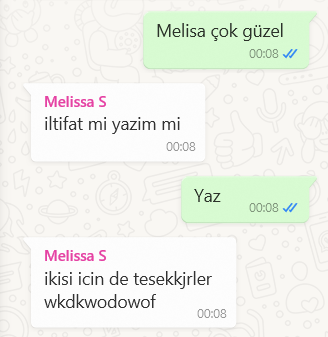 Melisa çok güzel
00:08
Melissa S
iltifat mi yazim mi
00:08
Yaz
00:08
Melissa S
ikisi icin de tesekkjrler
wkdkwodowof
00:08